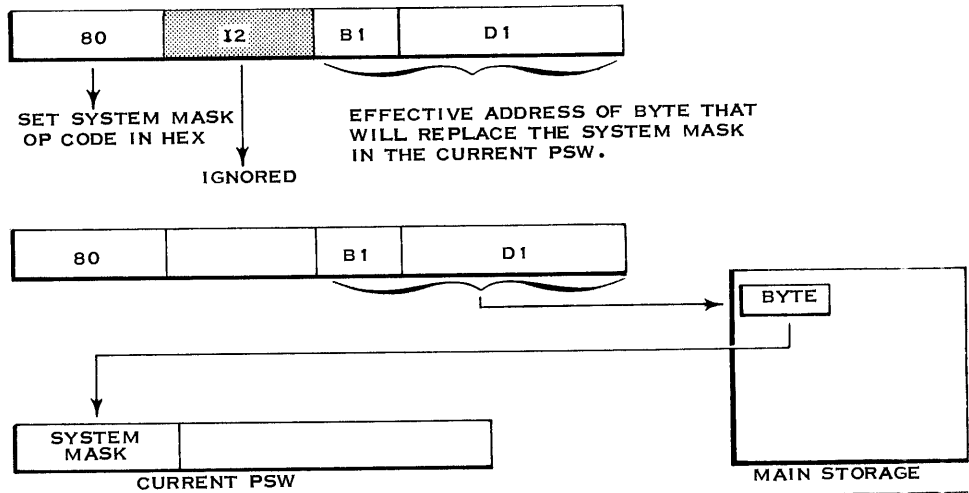 80 I2 B1 D1
SET SYSTEM MASK
OP CODE IN HEX
EFFECTIVE ADDRESS OF BYTE THAT
WILL REPLACE THE SYSTEM MASK
IN THE CURRENT PSW.
IGNORED
80 B1 D1
BYTE
SYSTEM
MASK
CURRENT PSW
MAIN STORAGE